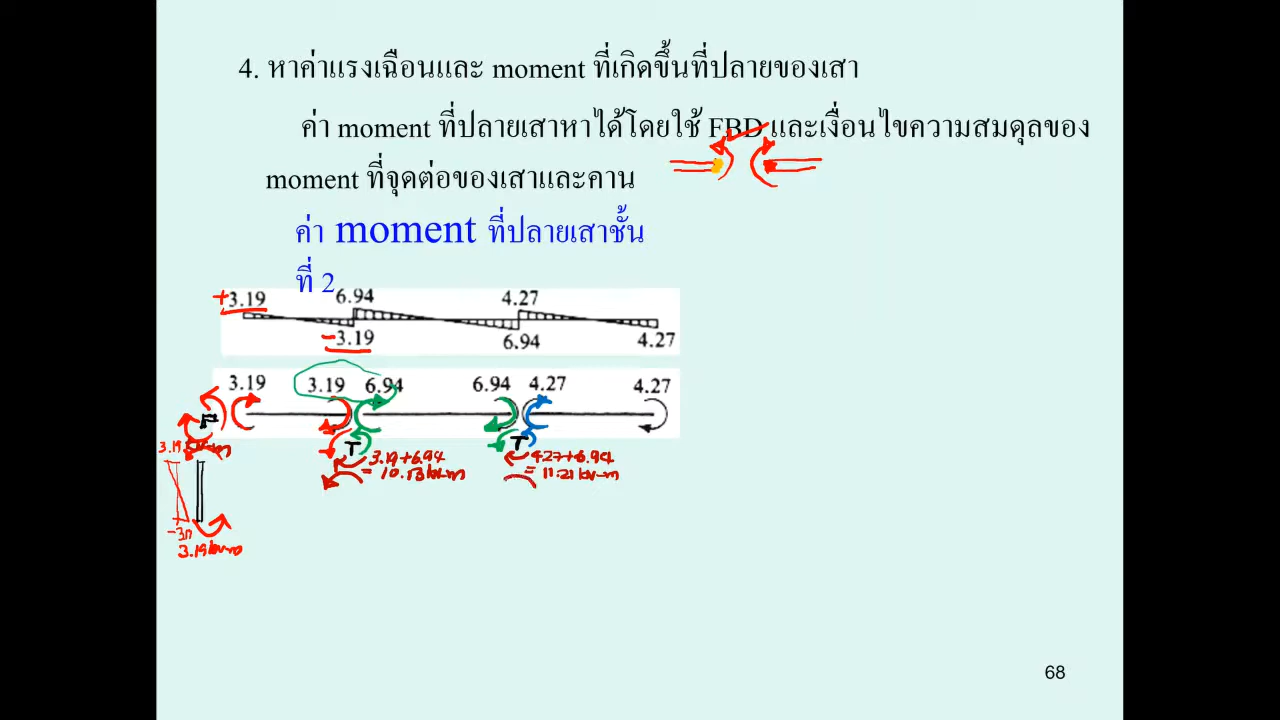 4. หาค่าแรงเฉือนและ moment ที่เกิดขึ้นที่ปลายของเสา
ค่า moment ที่ปลายเสาหาได้โดยใช้ FBD และเงื่อนไขความสมดุลของ
moment ที่จุดต่อของเสาและคาน
ค่า moment ที่ปลายเสาชั้น
ที่ 2
+3.19 6.94 4.27
-3.19 6.94 4.27
3.19 3.19 6.94 6.94 4.27 4.27
3.19
3.19+6.94
= 10.13 kN-m
4.27+6.94
= 11.21 kN-m
3.19 kN-m
68